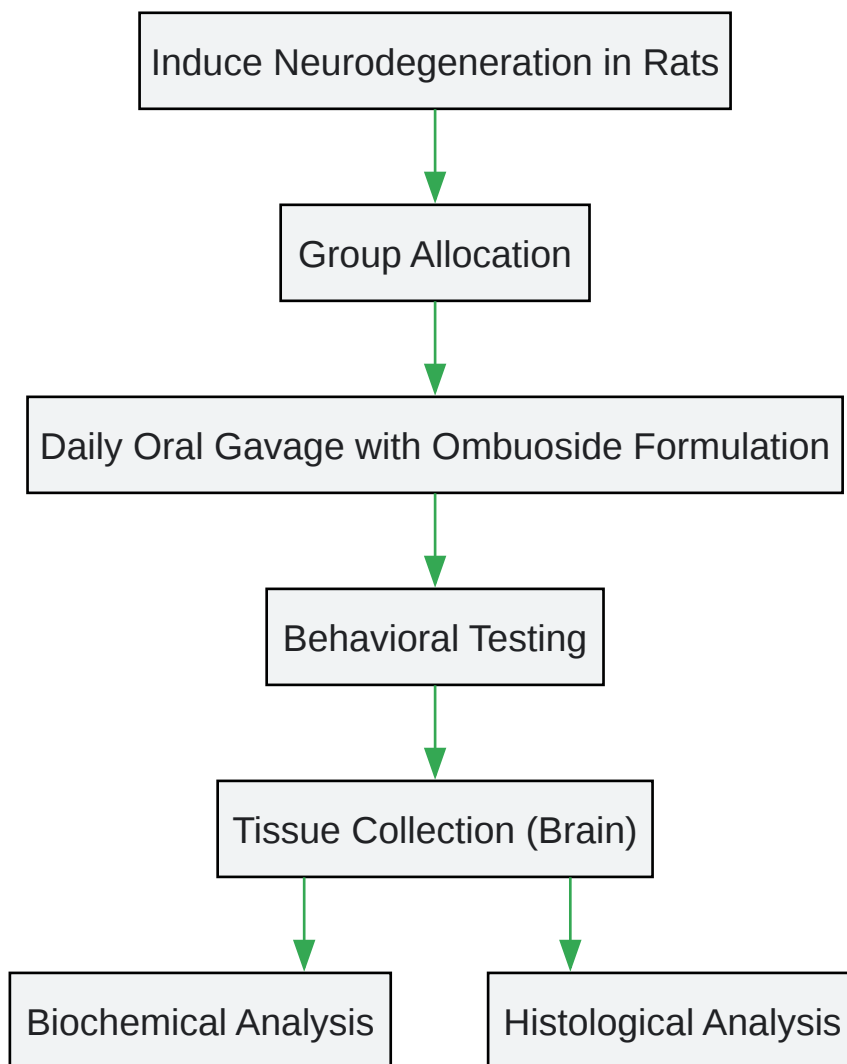 Induce Neurodegeneration in Rats
Group Allocation
Daily Oral Gavage with Ombuoside Formulation
Behavioral Testing
Tissue Collection (Brain)
Biochemical Analysis
Histological Analysis